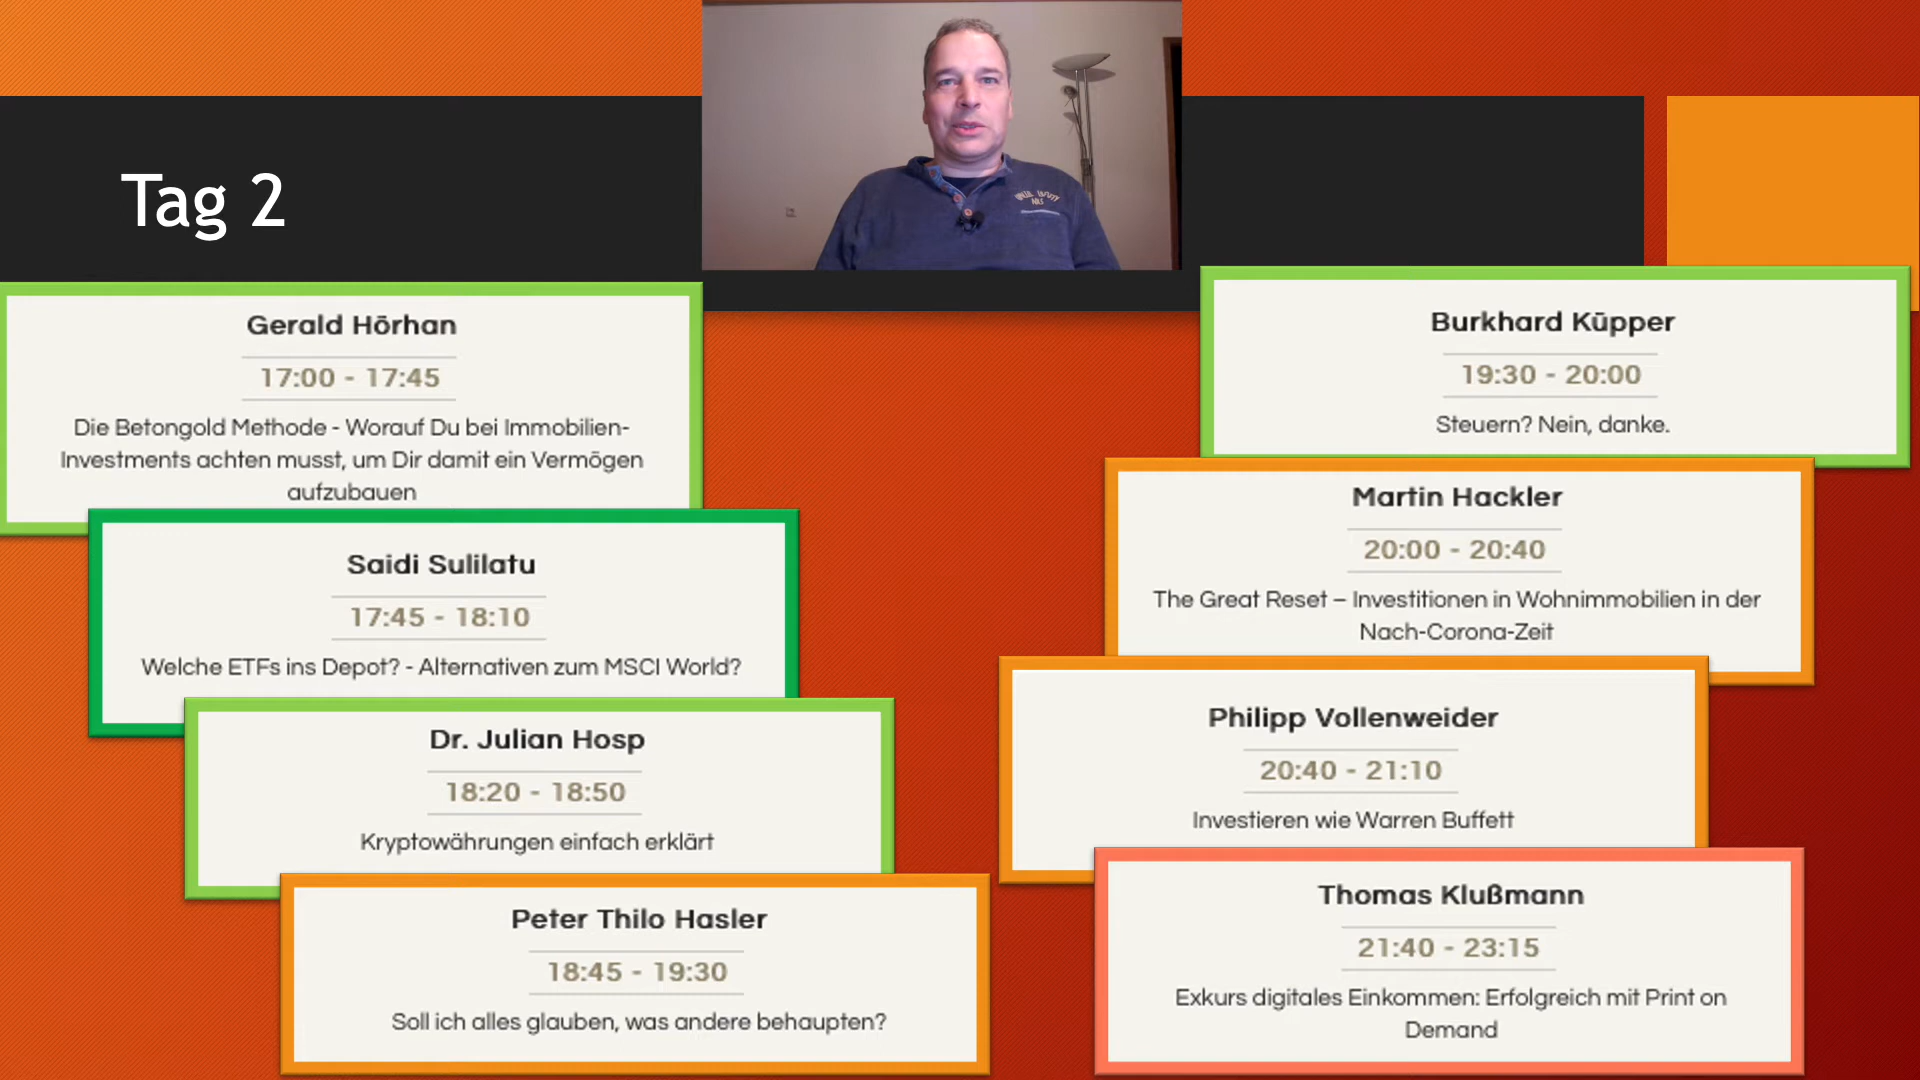 Tag 2
Gerald Hörhan
17:00 - 17:45
Die Betongold Methode - Worauf Du bei Immobilien-
Investments achten musst, um Dir damit ein Vermögen
aufzubauen
Saidi Sulilatu
17:45 - 18:10
Welche ETFs ins Depot? - Alternativen zum MSCI World?
Dr. Julian Hosp
18:20 - 18:50
Kryptowährungen einfach erklärt
Peter Thilo Hasler
18:45 - 19:30
Soll ich alles glauben, was andere behaupten?
Burkhard Küpper
19:30 - 20:00
Steuern? Nein, danke.
Martin Hackler
20:00 - 20:40
The Great Reset – Investitionen in Wohnimmobilien in der
Nach-Corona-Zeit
Philipp Vollenweider
20:40 - 21:10
Investieren wie Warren Buffett
Thomas Klußmann
21:40 - 23:15
Exkurs digitales Einkommen: Erfolgreich mit Print on
Demand